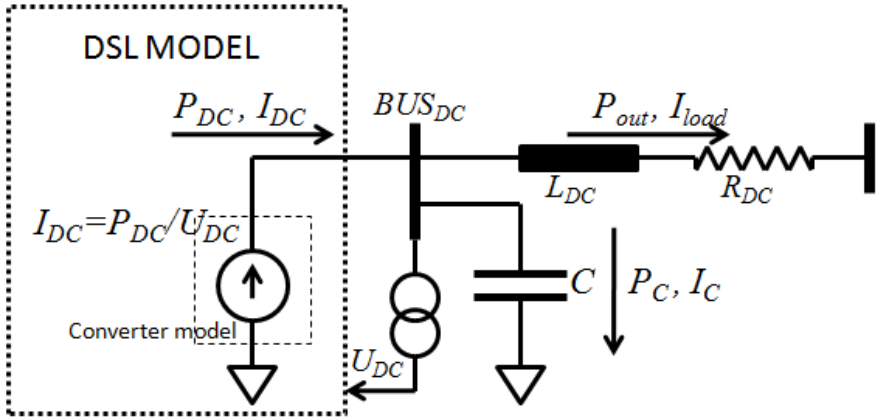 DSL MODEL
P_DC, I_DC
BUS_DC
P_out, I_load
L_DC
R_DC
I_DC=P_DC/U_DC
C
P_C, I_C
Converter model
U_DC